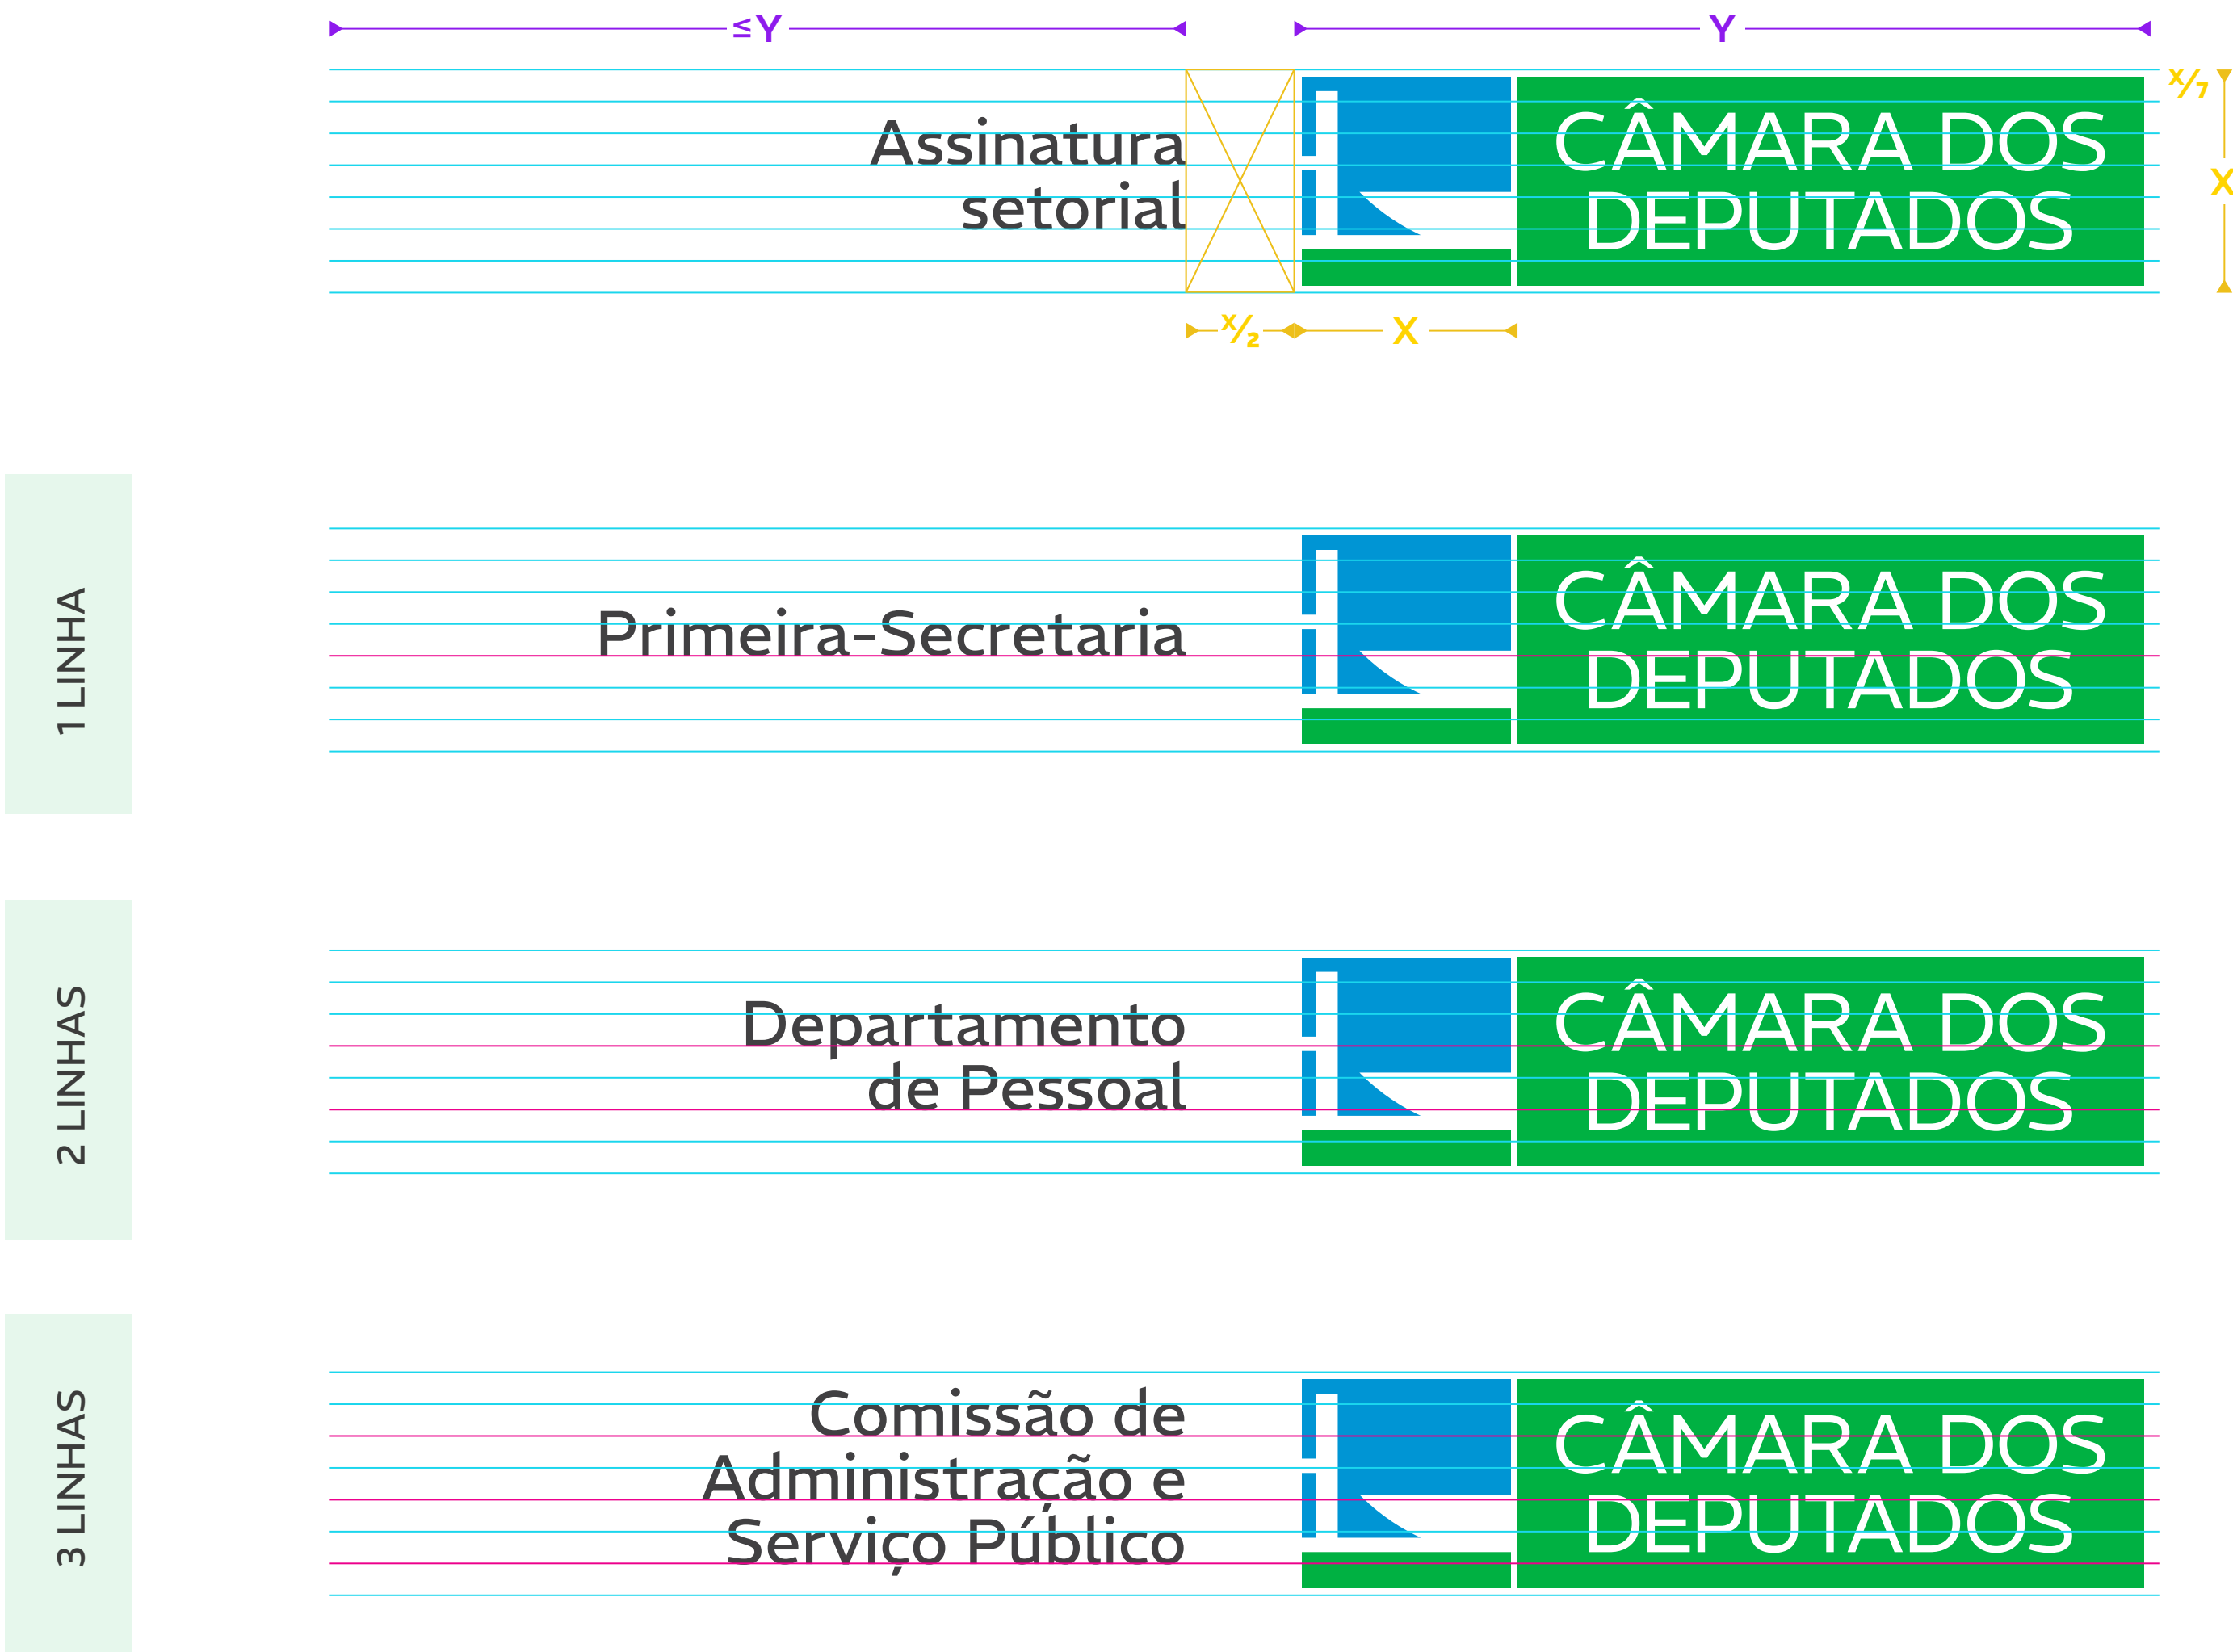 ≤Y
Y
Assinatura
setorial
CÂMARA DOS
DEPUTADOS
X/7
X
X/2
X
1 LINHA
Primeira-Secretaria
CÂMARA DOS
DEPUTADOS
2 LINHAS
Departamento
de Pessoal
CÂMARA DOS
DEPUTADOS
3 LINHAS
Comissão de
Administração e
Serviço Público
CÂMARA DOS
DEPUTADOS